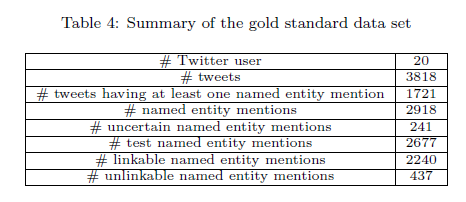 Table 4: Summary of the gold standard data set
# Twitter user 20
# tweets 3818
# tweets having at least one named entity mention 1721
# named entity mentions 2918
# uncertain named entity mentions 241
# test named entity mentions 2677
# linkable named entity mentions 2240
# unlinkable named entity mentions 437